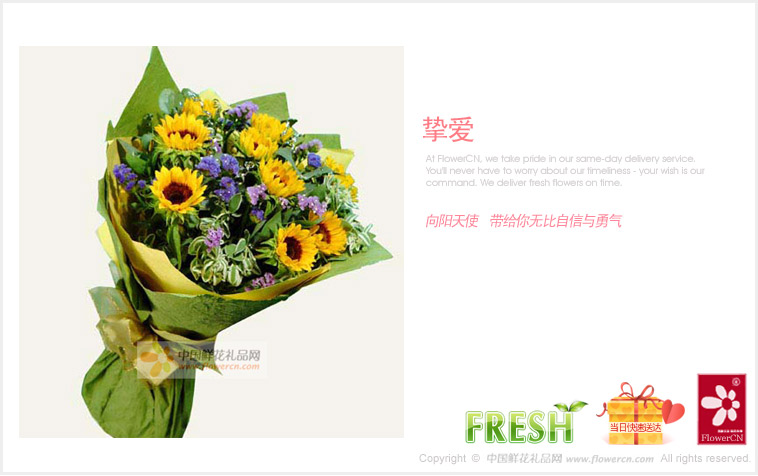 挚爱
At FlowerCN, we take pride in our same-day delivery service.
You'll never have to worry about our timeliness - your wish is our
command. We deliver fresh flowers on time.
向阳天使 带给你无比自信与勇气
中国鲜花礼品网
www.flowercn.com
FRESH
当日快速送达
FlowerCN
Copyright © 中国鲜花礼品网 www.flowercn.com All rights reserved.